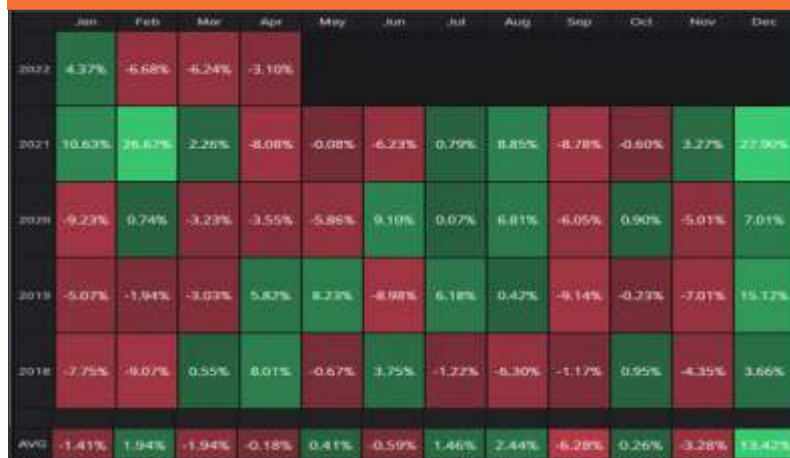 Jan Feb Mar Apr May Jun Jul Aug Sep Oct Nov Dec
2022 4.37% -6.68% -6.24% -3.10%
2021 10.63% 26.67% 2.26% -8.08% -0.08% -6.23% 0.79% 8.85% -8.78% -0.60% 3.27% 27.90%
2020 -9.23% 0.74% -3.23% -3.55% -5.86% 9.10% 0.07% 6.81% -6.05% 0.90% -5.01% 7.01%
2019 -5.07% -1.94% -3.03% 5.82% 8.23% -8.98% 6.18% 0.42% -9.14% -0.23% -7.01% 15.12%
2018 -7.75% -9.07% 0.55% 8.01% -0.67% 3.75% -1.22% -6.30% -1.17% 0.95% -4.35% 3.66%
AVG -1.41% 1.94% -1.94% -0.18% 0.41% -0.59% 1.46% 2.44% -6.28% 0.26% -3.28% 13.42%